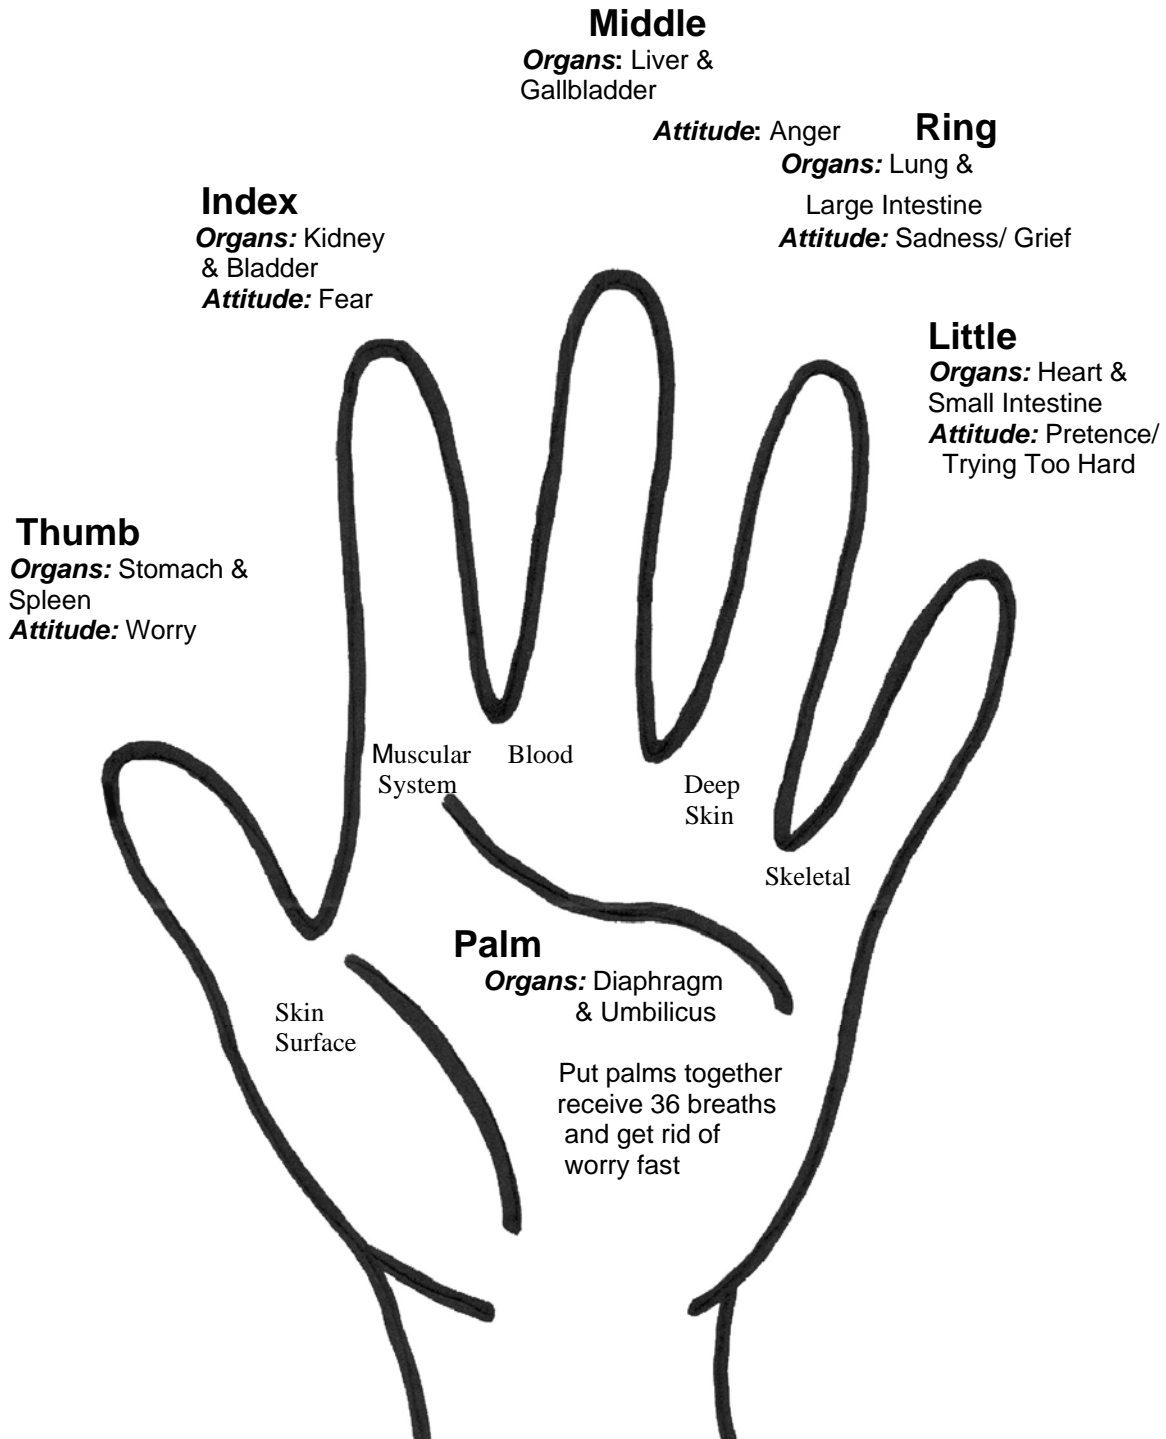 Middle
Organs: Liver &
Gallbladder
Attitude: Anger
Ring
Organs: Lung &
Large Intestine
Attitude: Sadness/ Grief
Index
Organs: Kidney
& Bladder
Attitude: Fear
Little
Organs: Heart &
Small Intestine
Attitude: Pretence/
Trying Too Hard
Thumb
Organs: Stomach &
Spleen
Attitude: Worry
Muscular
System
Blood
Deep
Skin
Skeletal
Palm
Organs: Diaphragm
& Umbilicus
Skin
Surface
Put palms together
receive 36 breaths
and get rid of
worry fast